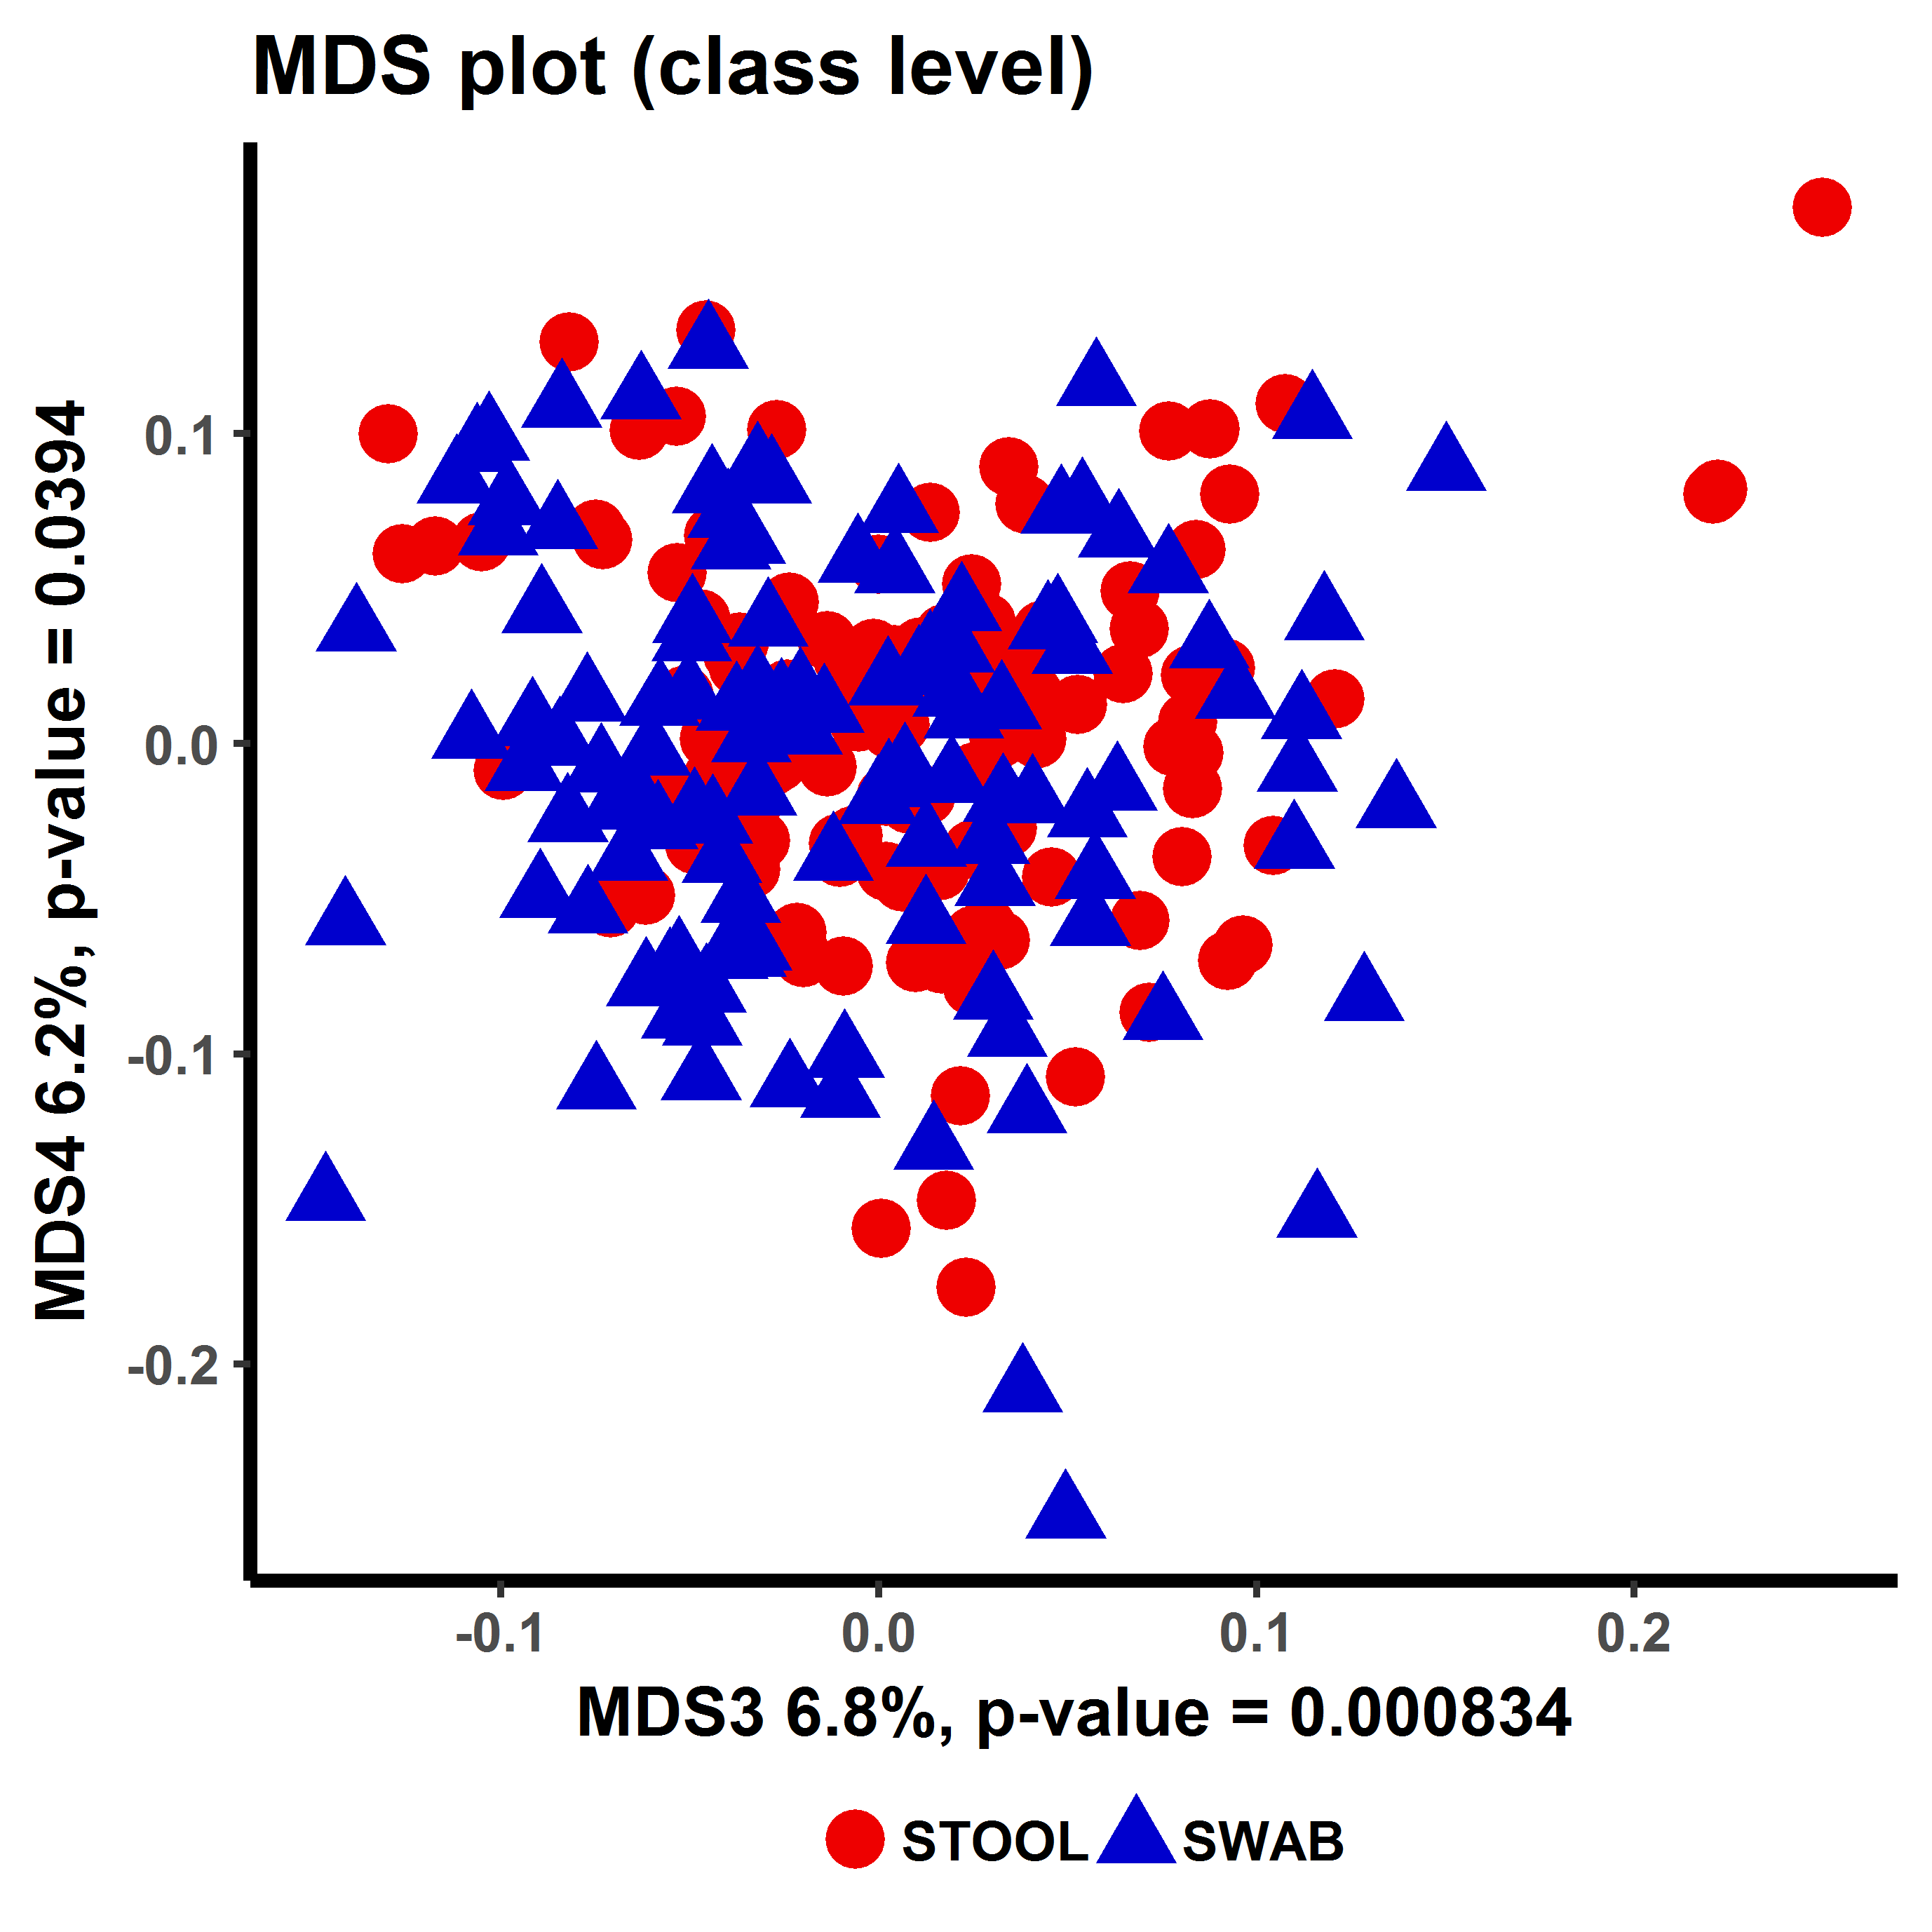 MDS plot (class level)
MDS4 6.2%, p-value = 0.0394
0.1
0.0
-0.1
-0.2
-0.1 0.0 0.1 0.2
MDS3 6.8%, p-value = 0.000834
STOOL SWAB